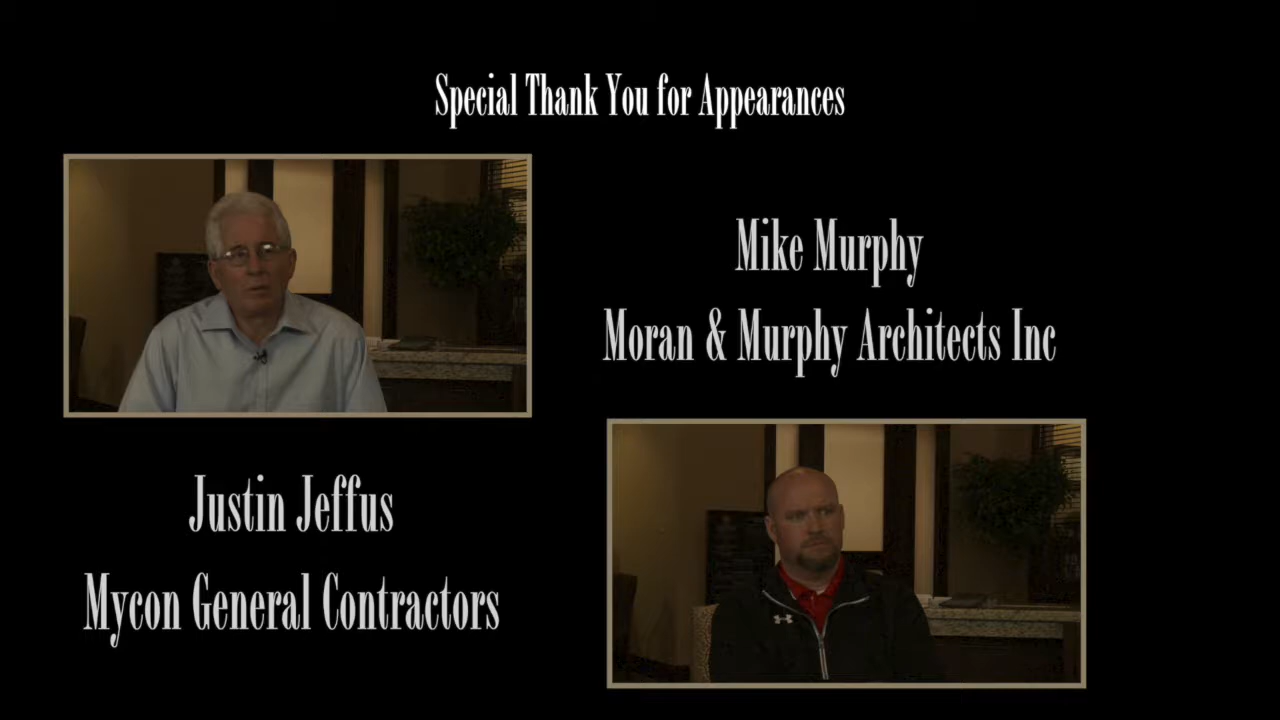 Special Thank You for Appearances
Mike Murphy
Moran & Murphy Architects Inc
Justin Jeffus
Mycon General Contractors